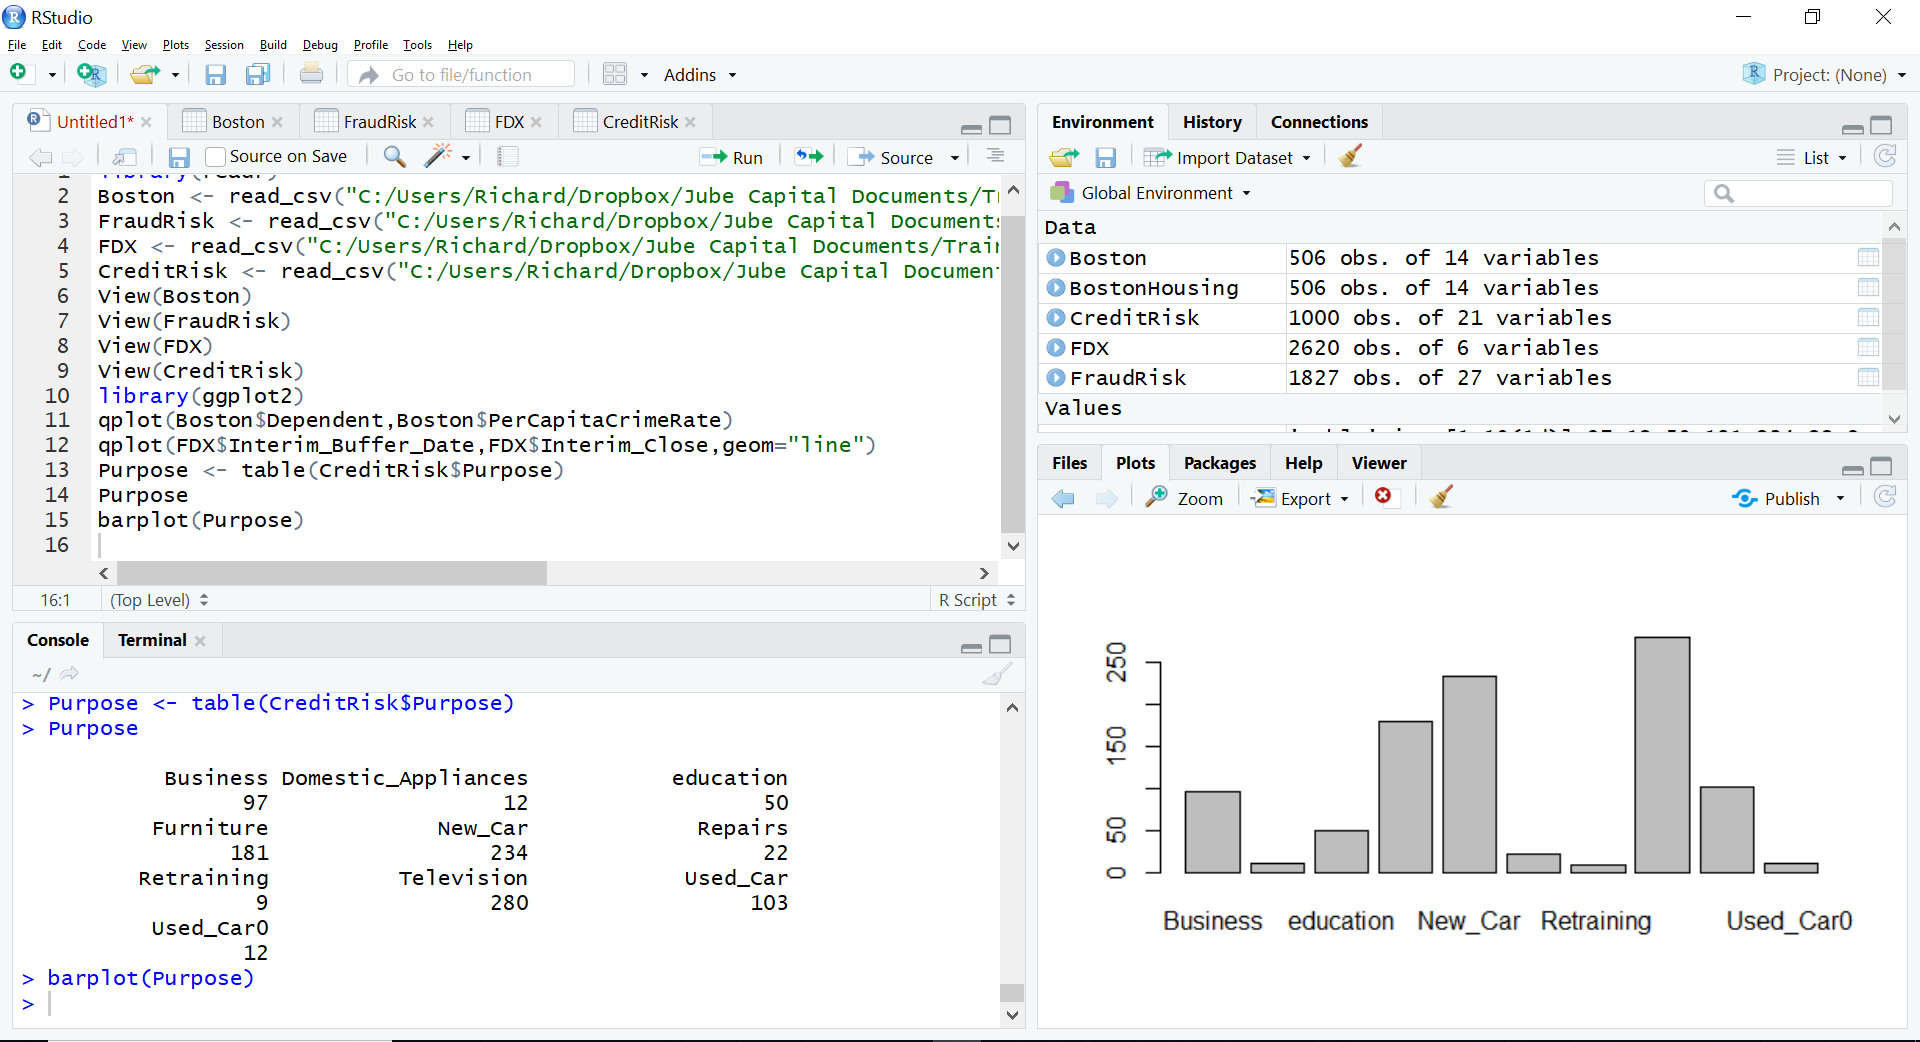 RStudio
File Edit Code View Plots Session Build Debug Profile Tools Help
Go to file/function Addins Project: (None)
Untitled1* Boston FraudRisk FDX CreditRisk
Source on Save Run Source
1 library(readr)
2 Boston <- read_csv("C:/Users/Richard/Dropbox/Jube Capital Documents/T
3 FraudRisk <- read_csv("C:/Users/Richard/Dropbox/Jube Capital Documents
4 FDX <- read_csv("C:/Users/Richard/Dropbox/Jube Capital Documents/Trai
5 CreditRisk <- read_csv("C:/Users/Richard/Dropbox/Jube Capital Documen
6 View(Boston)
7 View(FraudRisk)
8 View(FDX)
9 View(CreditRisk)
10 library(ggplot2)
11 qplot(Boston$Dependent,Boston$PerCapitaCrimeRate)
12 qplot(FDX$Interim_Buffer_Date,FDX$Interim_Close,geom="line")
13 Purpose <- table(CreditRisk$Purpose)
14 Purpose
15 barplot(Purpose)
16
16:1 (Top Level) R Script
Console Terminal
~/
> Purpose <- table(CreditRisk$Purpose)
> Purpose
Business Domestic_Appliances education
97 12 50
Furniture New_Car Repairs
181 234 22
Retraining Television Used_Car
9 280 103
Used_Car0
12
> barplot(Purpose)
>
Environment History Connections
Import Dataset List
Global Environment
Data
Boston 506 obs. of 14 variables
BostonHousing 506 obs. of 14 variables
CreditRisk 1000 obs. of 21 variables
FDX 2620 obs. of 6 variables
FraudRisk 1827 obs. of 27 variables
Values
Files Plots Packages Help Viewer
Zoom Export Publish
250
150
50
0
Business education New_Car Retraining Used_Car0